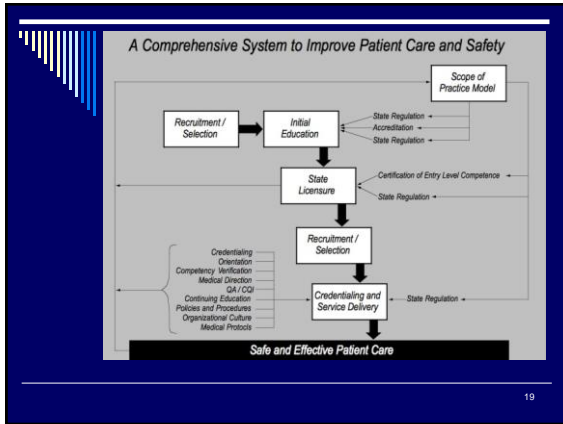 A Comprehensive System to Improve Patient Care and Safety
Scope of
Practice Model
Recruitment /
Selection
Initial
Education
State Regulation
Accreditation
State Regulation
State
Licensure
Certification of Entry Level Competence
State Regulation
Recruitment /
Selection
Credentialing
Orientation
Competency Verification
Medical Direction
QA / CQI
Continuing Education
Policies and Procedures
Organizational Culture
Medical Protocls
Credentialing and
Service Delivery
State Regulation
Safe and Effective Patient Care
19